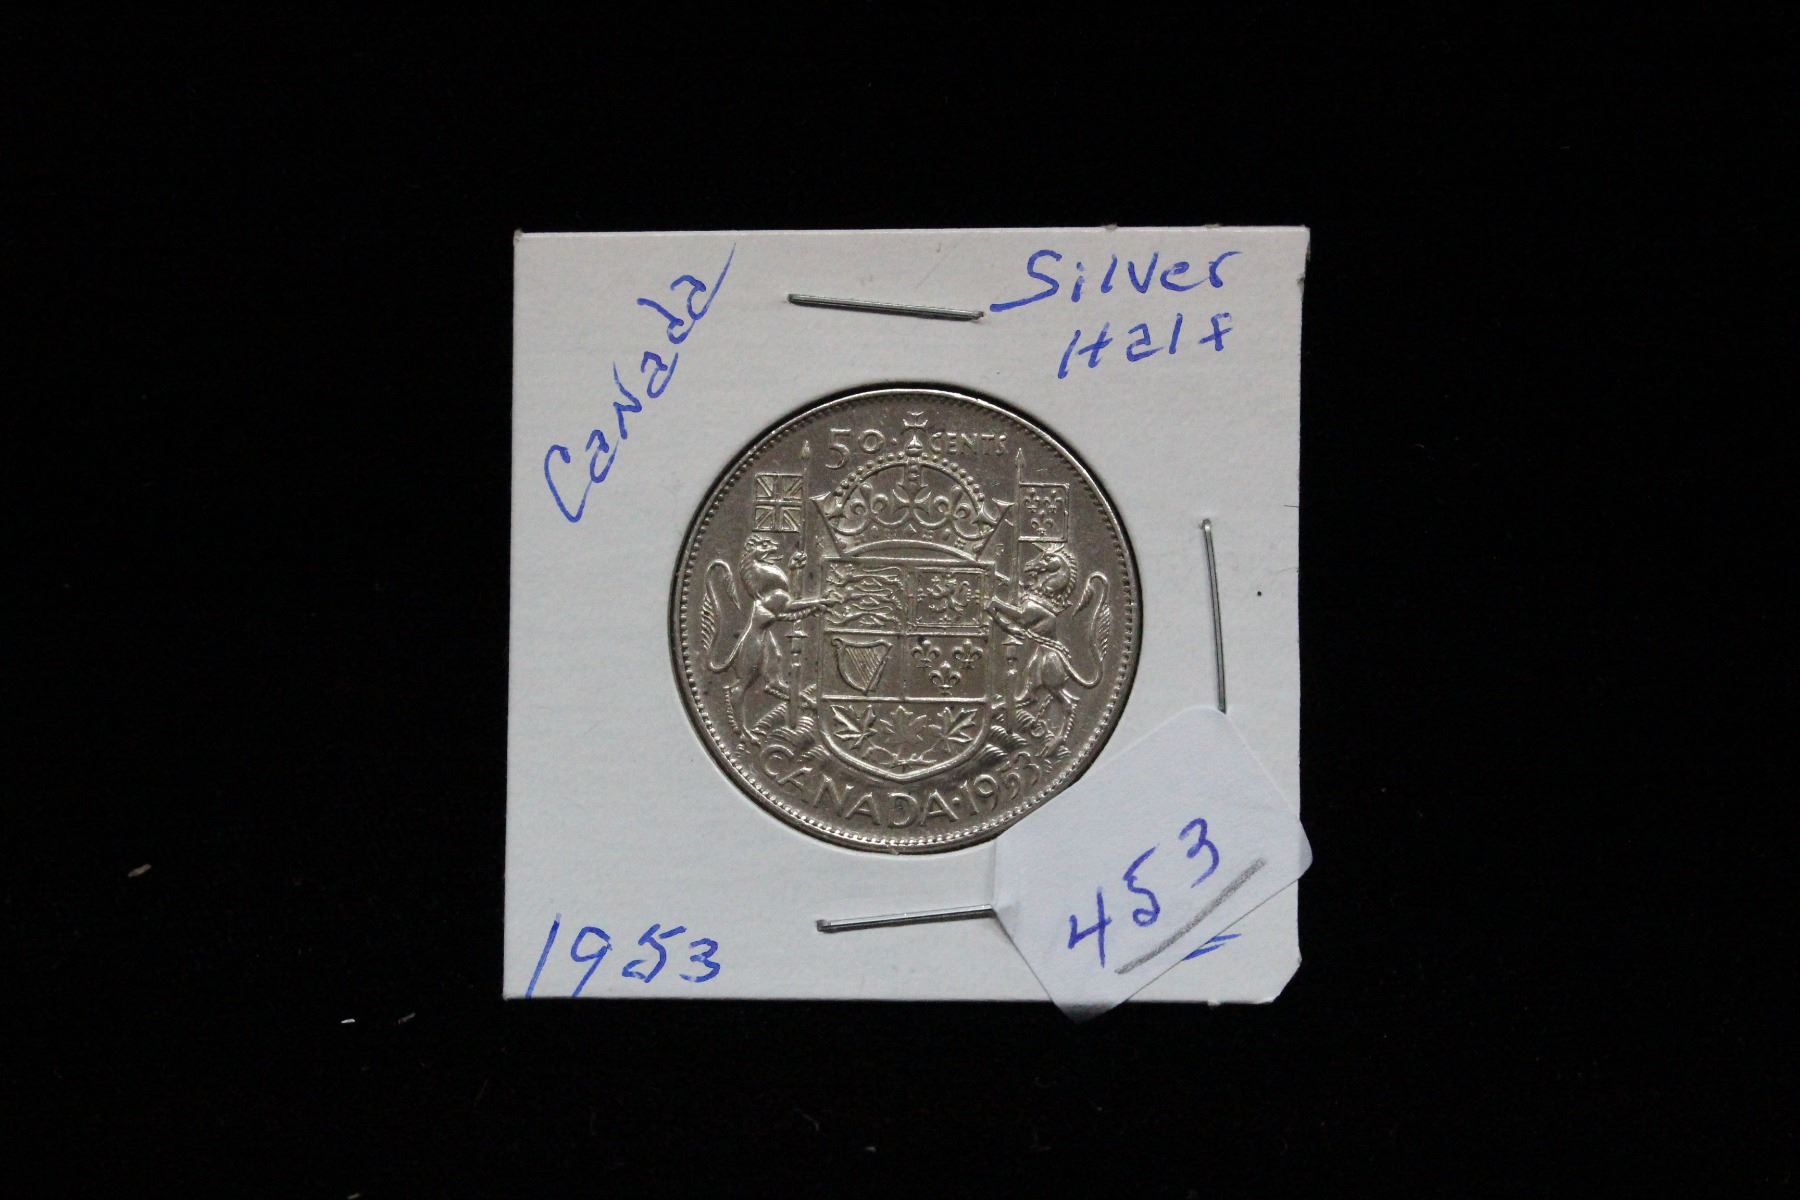 Canada
Silver
Half
50 CENTS
CANADA·1953
1953
453